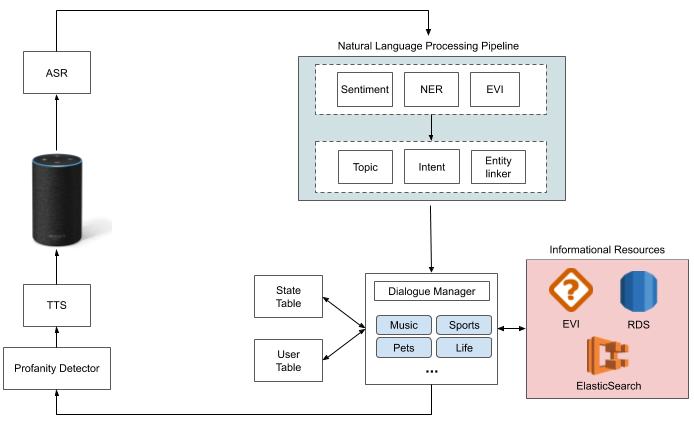 Natural Language Processing Pipeline
ASR
Sentiment
NER
EVI
Topic
Intent
Entity
linker
Informational Resources
State
Table
Dialogue Manager
Music
Sports
Pets
Life
...
User
Table
EVI
RDS
ElasticSearch
TTS
Profanity Detector